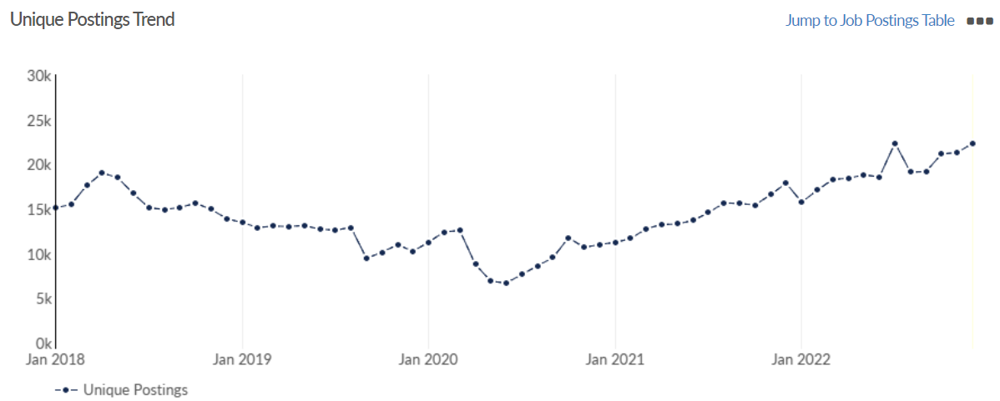 Unique Postings Trend
Jump to Job Postings Table
30k
25k
20k
15k
10k
5k
0k
Jan 2018 Jan 2019 Jan 2020 Jan 2021 Jan 2022
Unique Postings